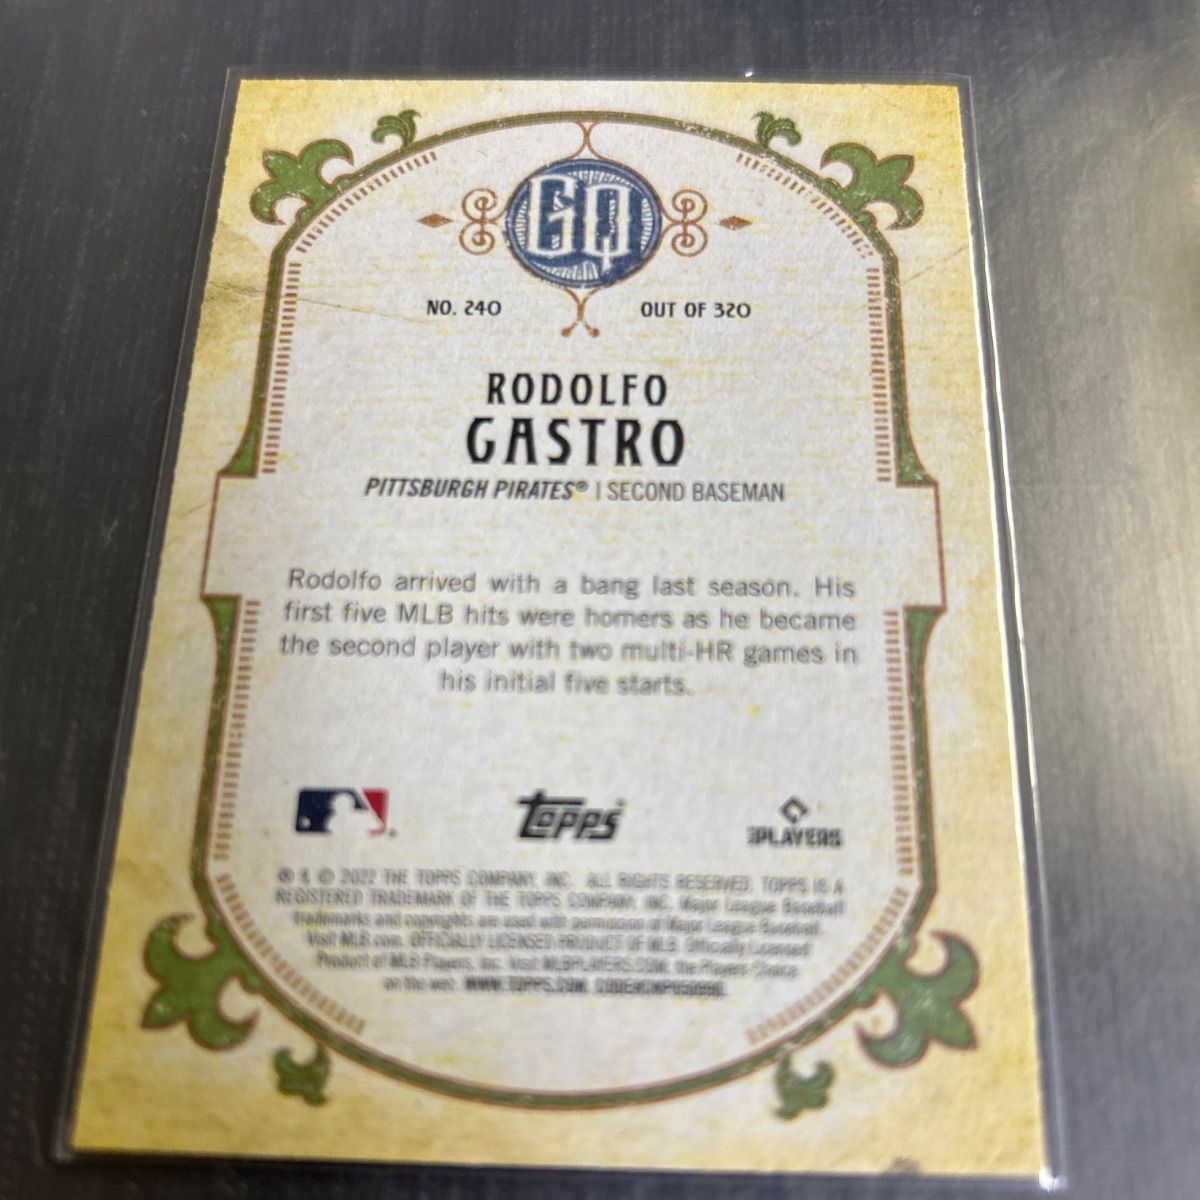 GQ
NO. 240 OUT OF 320
RODOLFO
CASTRO
PITTSBURGH PIRATES® | SECOND BASEMAN
Rodolfo arrived with a bang last season. His
first five MLB hits were homers as he became
the second player with two multi-HR games in
his initial five starts.
Topps
PLAYERS
® & © 2022 THE TOPPS COMPANY, INC. ALL RIGHTS RESERVED. TOPPS IS A
REGISTERED TRADEMARK OF THE TOPPS COMPANY, INC. Major League Baseball
trademarks and copyrights are used with permission of Major League Baseball.
Visit MLB.com. OFFICIALLY LICENSED PRODUCT OF MLB Officially Licensed
Product of MLB Players, Inc. Visit MLBPLAYERS.COM, the Players Choice
on the web. WWW.TOPPS.COM.